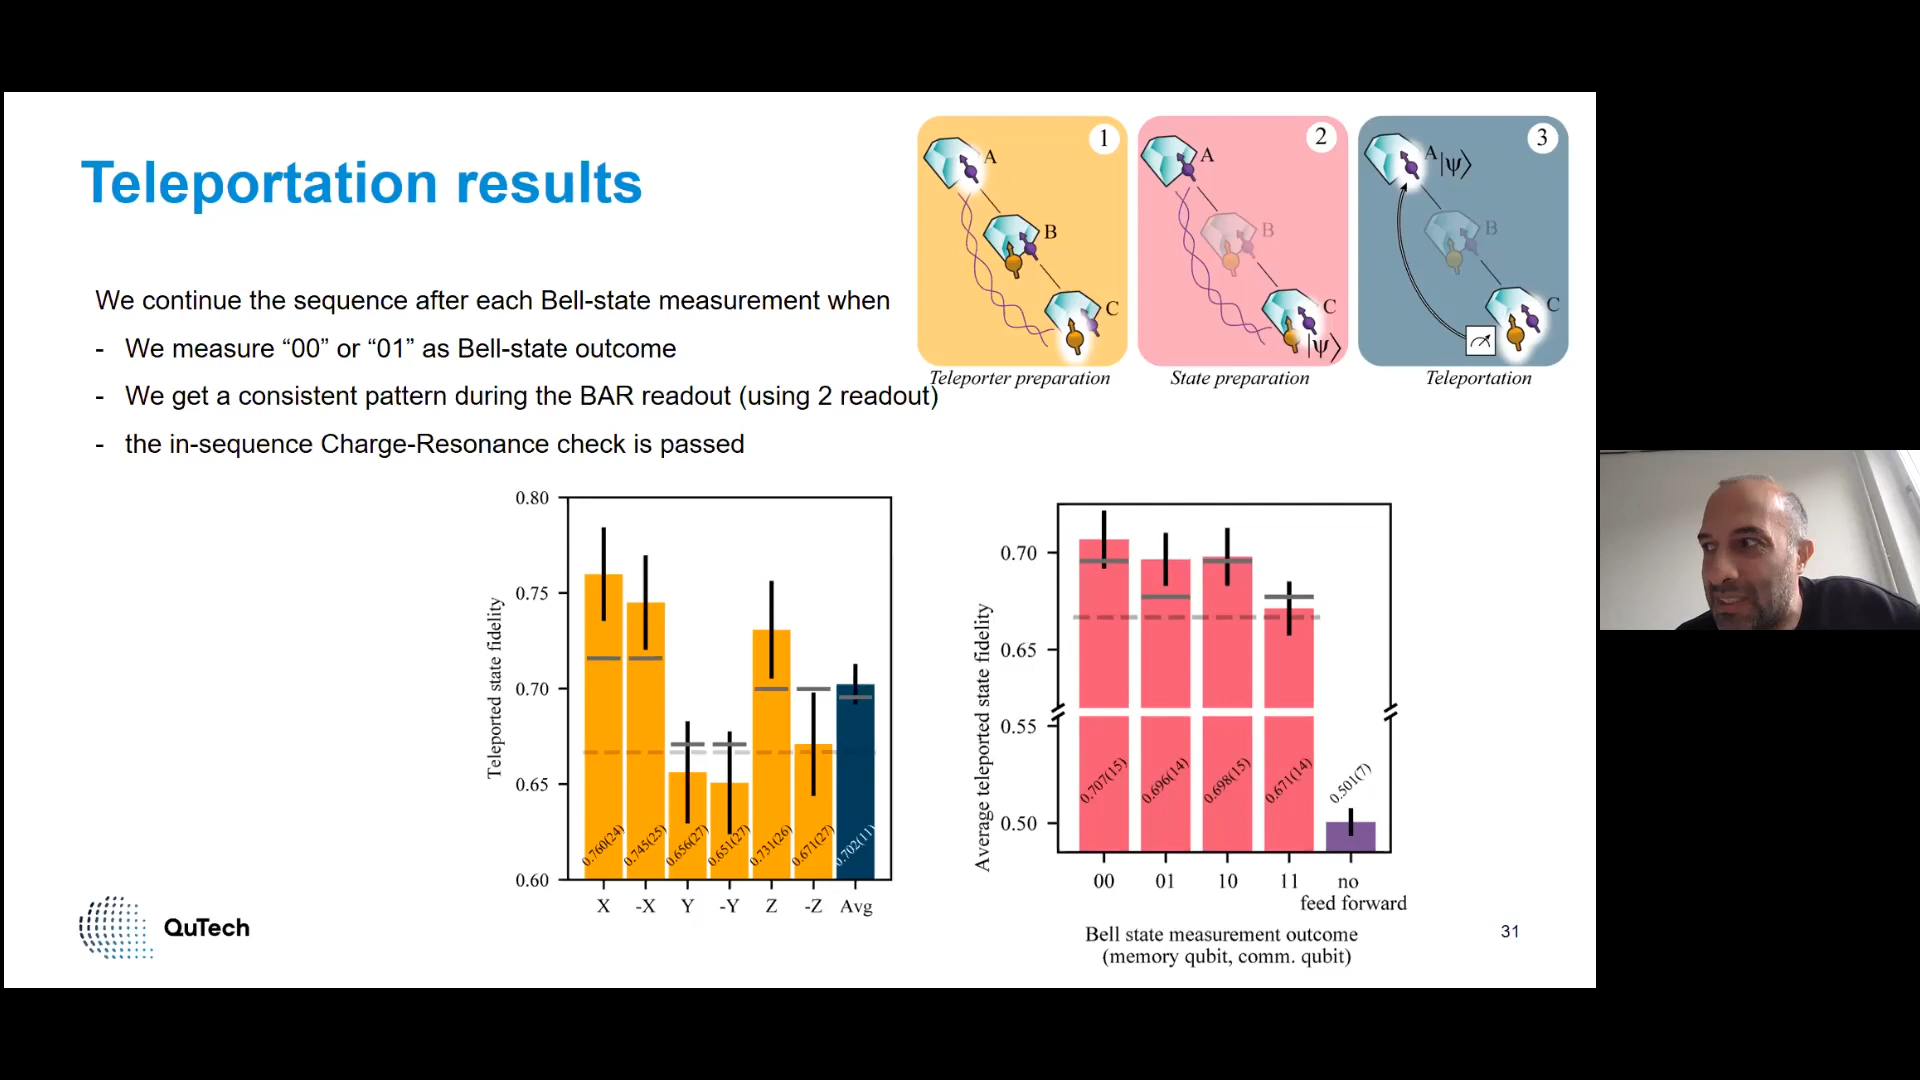 Teleportation results
We continue the sequence after each Bell-state measurement when
- We measure “00” or “01” as Bell-state outcome
- We get a consistent pattern during the BAR readout (using 2 readout)
- the in-sequence Charge-Resonance check is passed
1
A
B
C
Teleporter preparation
2
A
B
C
|ψ⟩
State preparation
3
A
|ψ⟩
B
C
Teleportation
Teleported state fidelity
0.80
0.75
0.70
0.65
0.60
0.760(24)
0.745(25)
0.656(27)
0.651(27)
0.731(26)
0.671(27)
0.702(11)
X -X Y -Y Z -Z Avg
Average teleported state fidelity
0.70
0.65
0.55
0.50
0.707(15)
0.696(14)
0.698(15)
0.671(14)
0.501(7)
00 01 10 11 no
feed forward
Bell state measurement outcome
(memory qubit, comm. qubit)
QuTech
31